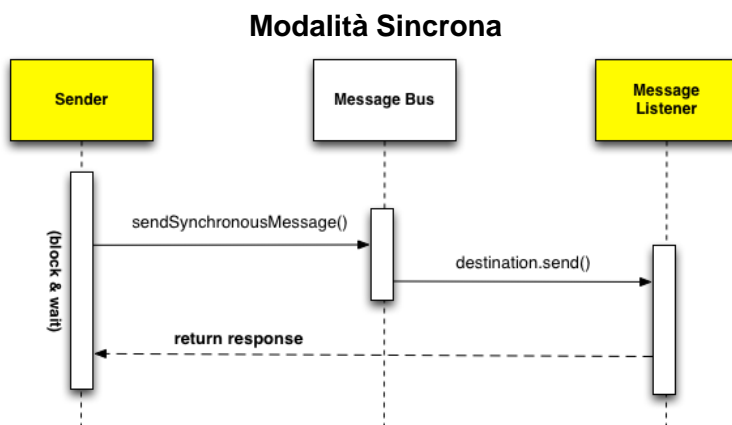 Modalità Sincrona
Sender
Message Bus
Message
Listener
sendSynchronousMessage()
destination.send()
(block & wait)
return response